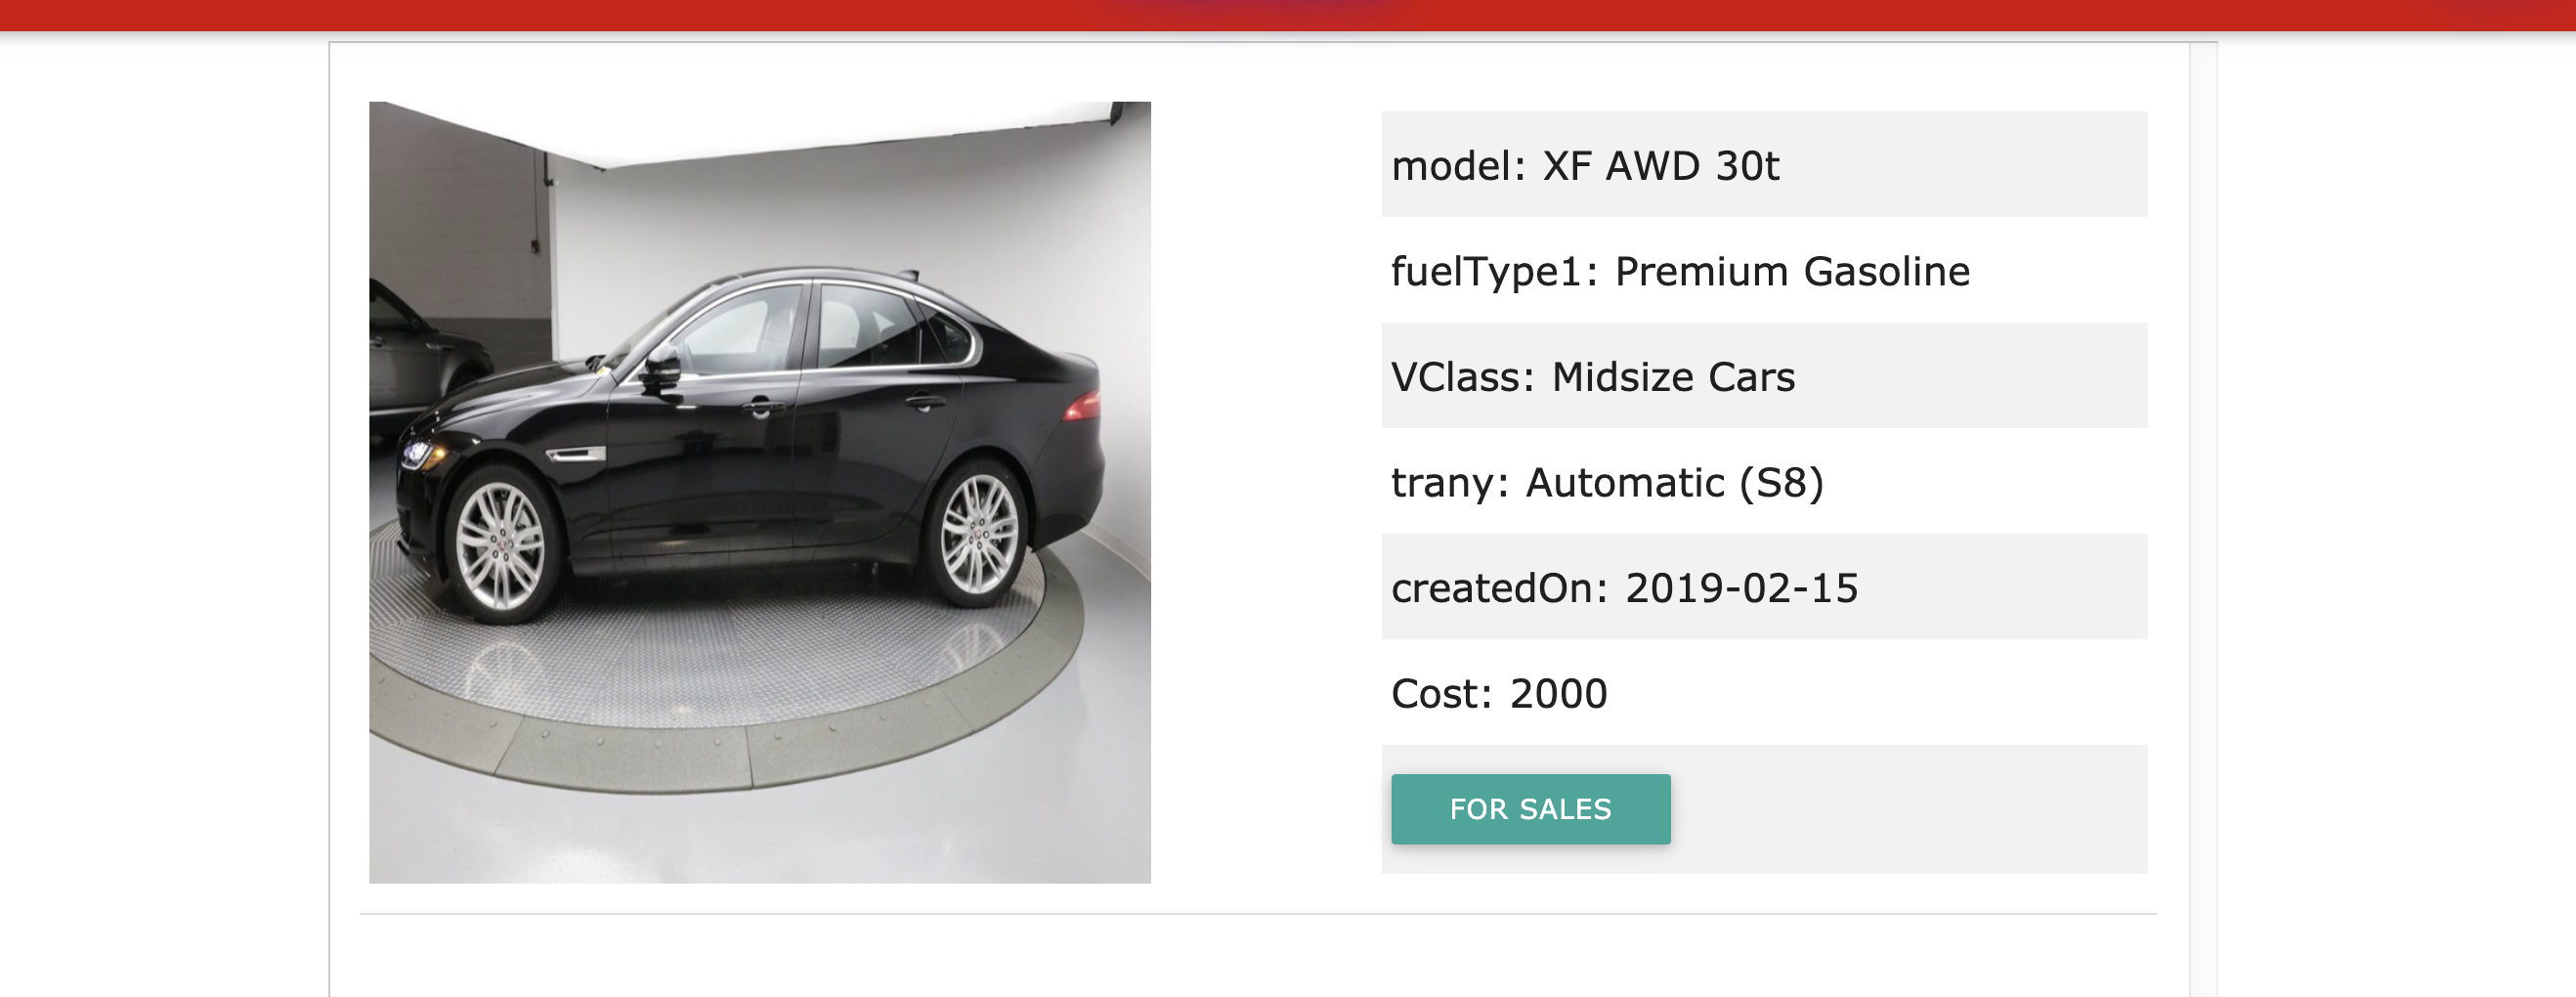 model: XF AWD 30t
fuelType1: Premium Gasoline
VClass: Midsize Cars
trany: Automatic (S8)
createdOn: 2019-02-15
Cost: 2000
FOR SALES